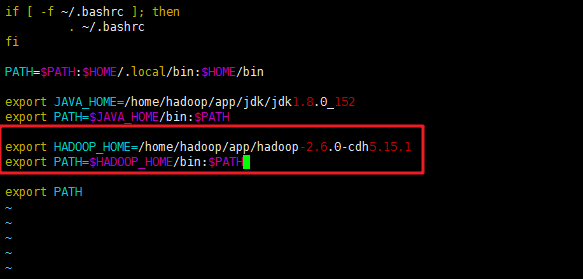 if [ -f ~/.bashrc ]; then
. ~/.bashrc
fi
PATH=$PATH:$HOME/.local/bin:$HOME/bin
export JAVA_HOME=/home/hadoop/app/jdk/jdk1.8.0_152
export PATH=$JAVA_HOME/bin:$PATH
export HADOOP_HOME=/home/hadoop/app/hadoop-2.6.0-cdh5.15.1
export PATH=$HADOOP_HOME/bin:$PATH
export PATH
~
~
~
~
~